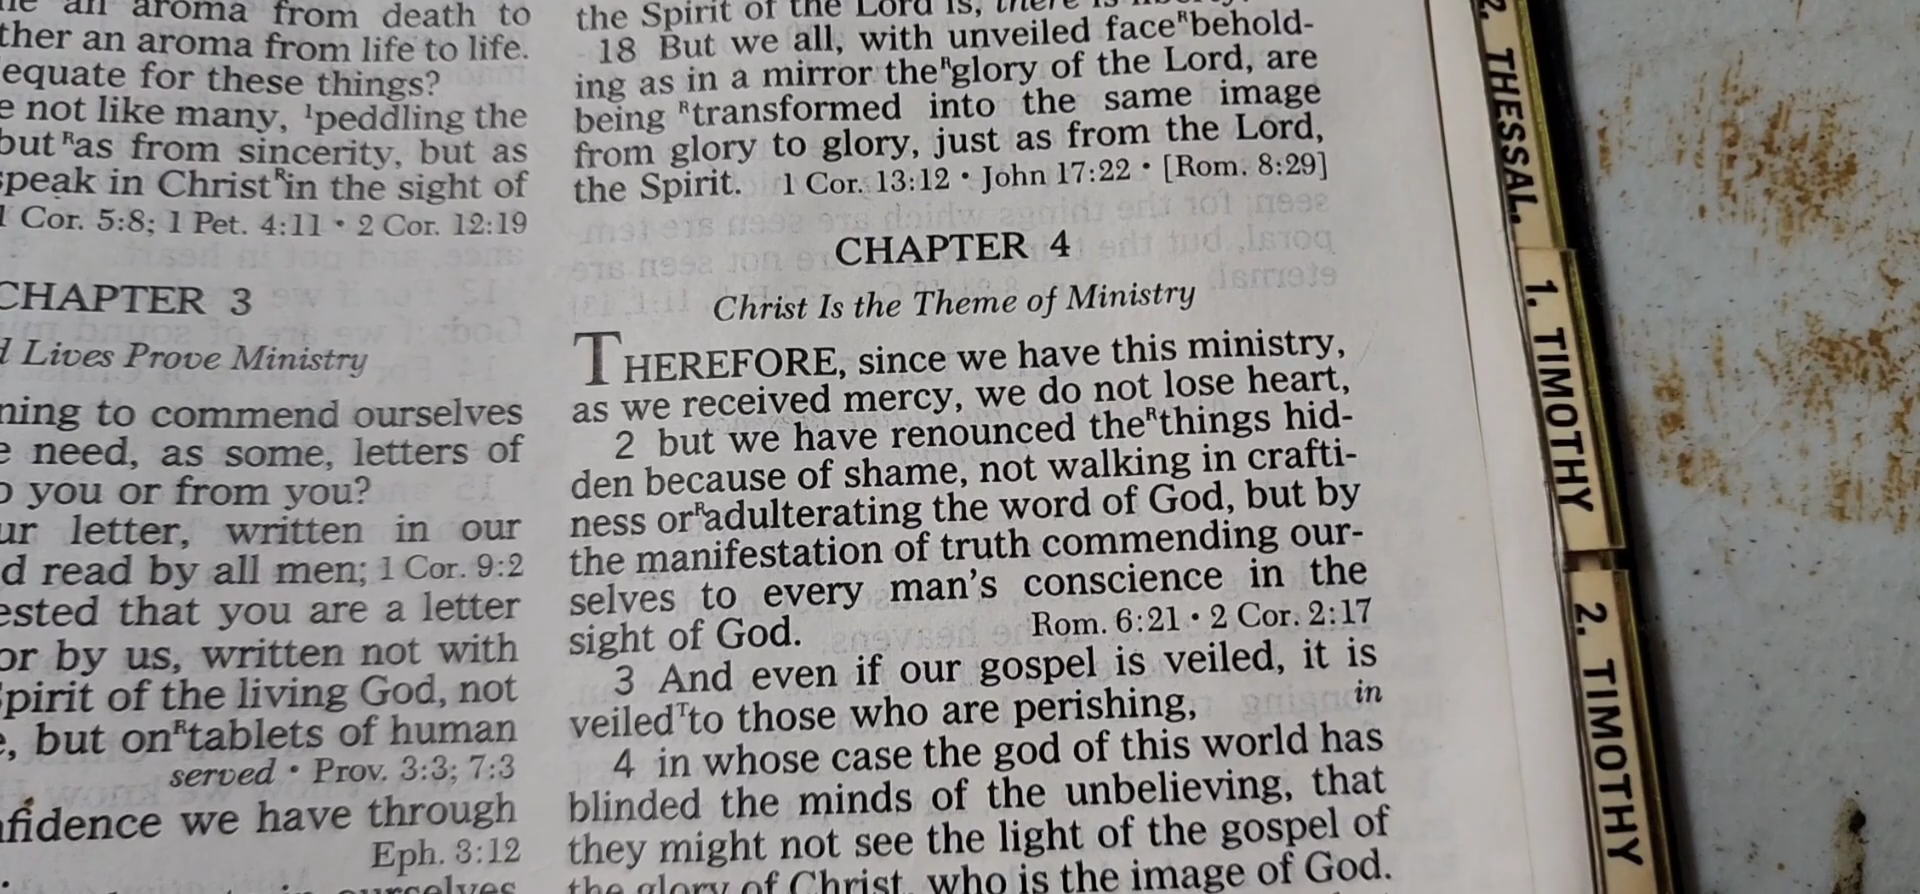 an aroma from death to
ther an aroma from life to life.
equate for these things?
e not like many, ¹peddling the
but ᴿas from sincerity, but as
speak in Christ ᴿin the sight of
1 Cor. 5:8; 1 Pet. 4:11 • 2 Cor. 12:19
CHAPTER 3
d Lives Prove Ministry
ning to commend ourselves
e need, as some, letters of
o you or from you?
ur letter, written in our
d read by all men; 1 Cor. 9:2
ested that you are a letter
or by us, written not with
Spirit of the living God, not
, but on ᴿtablets of human
served • Prov. 3:3; 7:3
nfidence we have through
Eph. 3:12
in ourselves
the Spirit of the Lord is, there is
18 But we all, with unveiled face ᴿbehold-
ing as in a mirror the ᴿglory of the Lord, are
being ᴿtransformed into the same image
from glory to glory, just as from the Lord,
the Spirit. 1 Cor. 13:12 • John 17:22 • [Rom. 8:29]
CHAPTER 4
Christ Is the Theme of Ministry
THEREFORE, since we have this ministry,
as we received mercy, we do not lose heart,
2 but we have renounced the ᴿthings hid-
den because of shame, not walking in crafti-
ness or ᴿadulterating the word of God, but by
the manifestation of truth commending our-
selves to every man's conscience in the
sight of God. Rom. 6:21 • 2 Cor. 2:17
3 And even if our gospel is veiled, it is
veiled ᵀto those who are perishing, in
4 in whose case the god of this world has
blinded the minds of the unbelieving, that
they might not see the light of the gospel of
the glory of Christ, who is the image of God.
2. THESSAL.
1. TIMOTHY
2. TIMOTHY